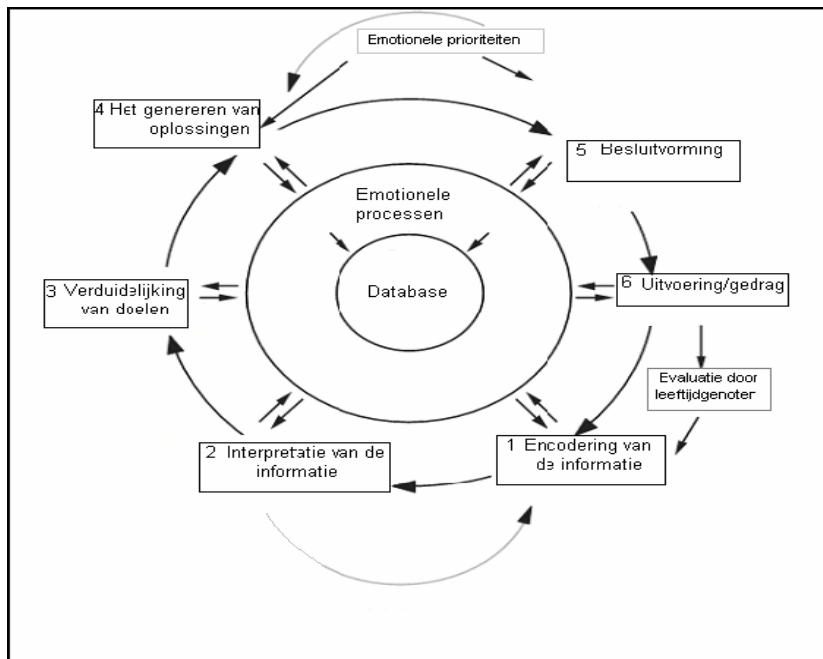 Emotionele prioriteiten
4 Het genereren van
oplossingen
5 Besluitvorming
Emotionele
processen
Database
3 Verduidelijking
van doelen
6 Uitvoering/gedrag
Evaluatie door
leeftijdgenoter
2 Interpretatie van de
informatie
1 Encodering van
de informatie